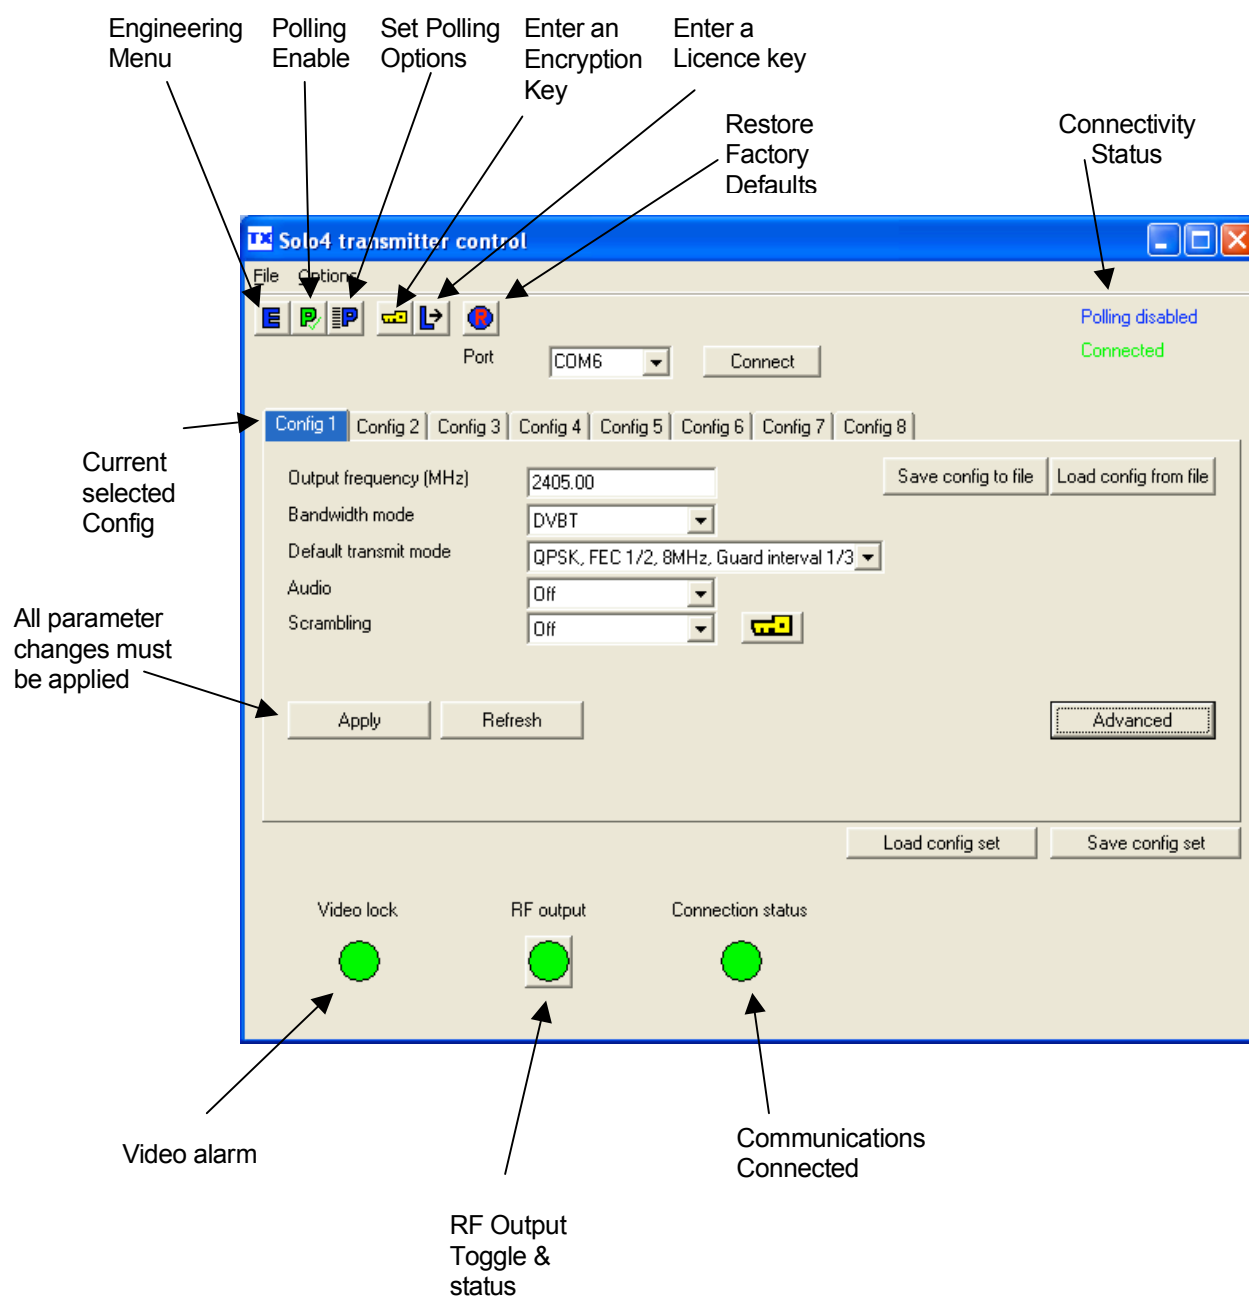 Engineering
Menu
Polling
Enable
Set Polling
Options
Enter an
Encryption
Key
Enter a
Licence key
Restore
Factory
Defaults
Connectivity
Status
TX Solo4 transmitter control
File Options
E P P L R
Polling disabled
Port COM6 Connect
Connected
Config 1 Config 2 Config 3 Config 4 Config 5 Config 6 Config 7 Config 8
Current
selected
Config
Output frequency (MHz) 2405.00 Save config to file Load config from file
Bandwidth mode DVBT
Default transmit mode QPSK, FEC 1/2, 8MHz, Guard interval 1/3
Audio Off
Scrambling Off
All parameter
changes must
be applied
Apply Refresh Advanced
Load config set Save config set
Video lock RF output Connection status
Video alarm
Communications
Connected
RF Output
Toggle &
status